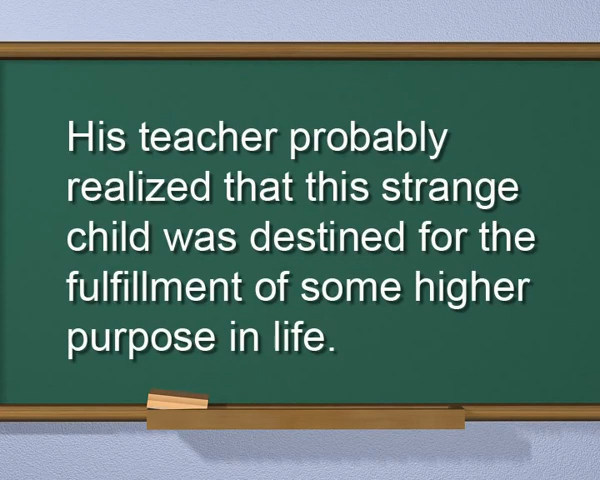 His teacher probably
realized that this strange
child was destined for the
fulfillment of some higher
purpose in life.